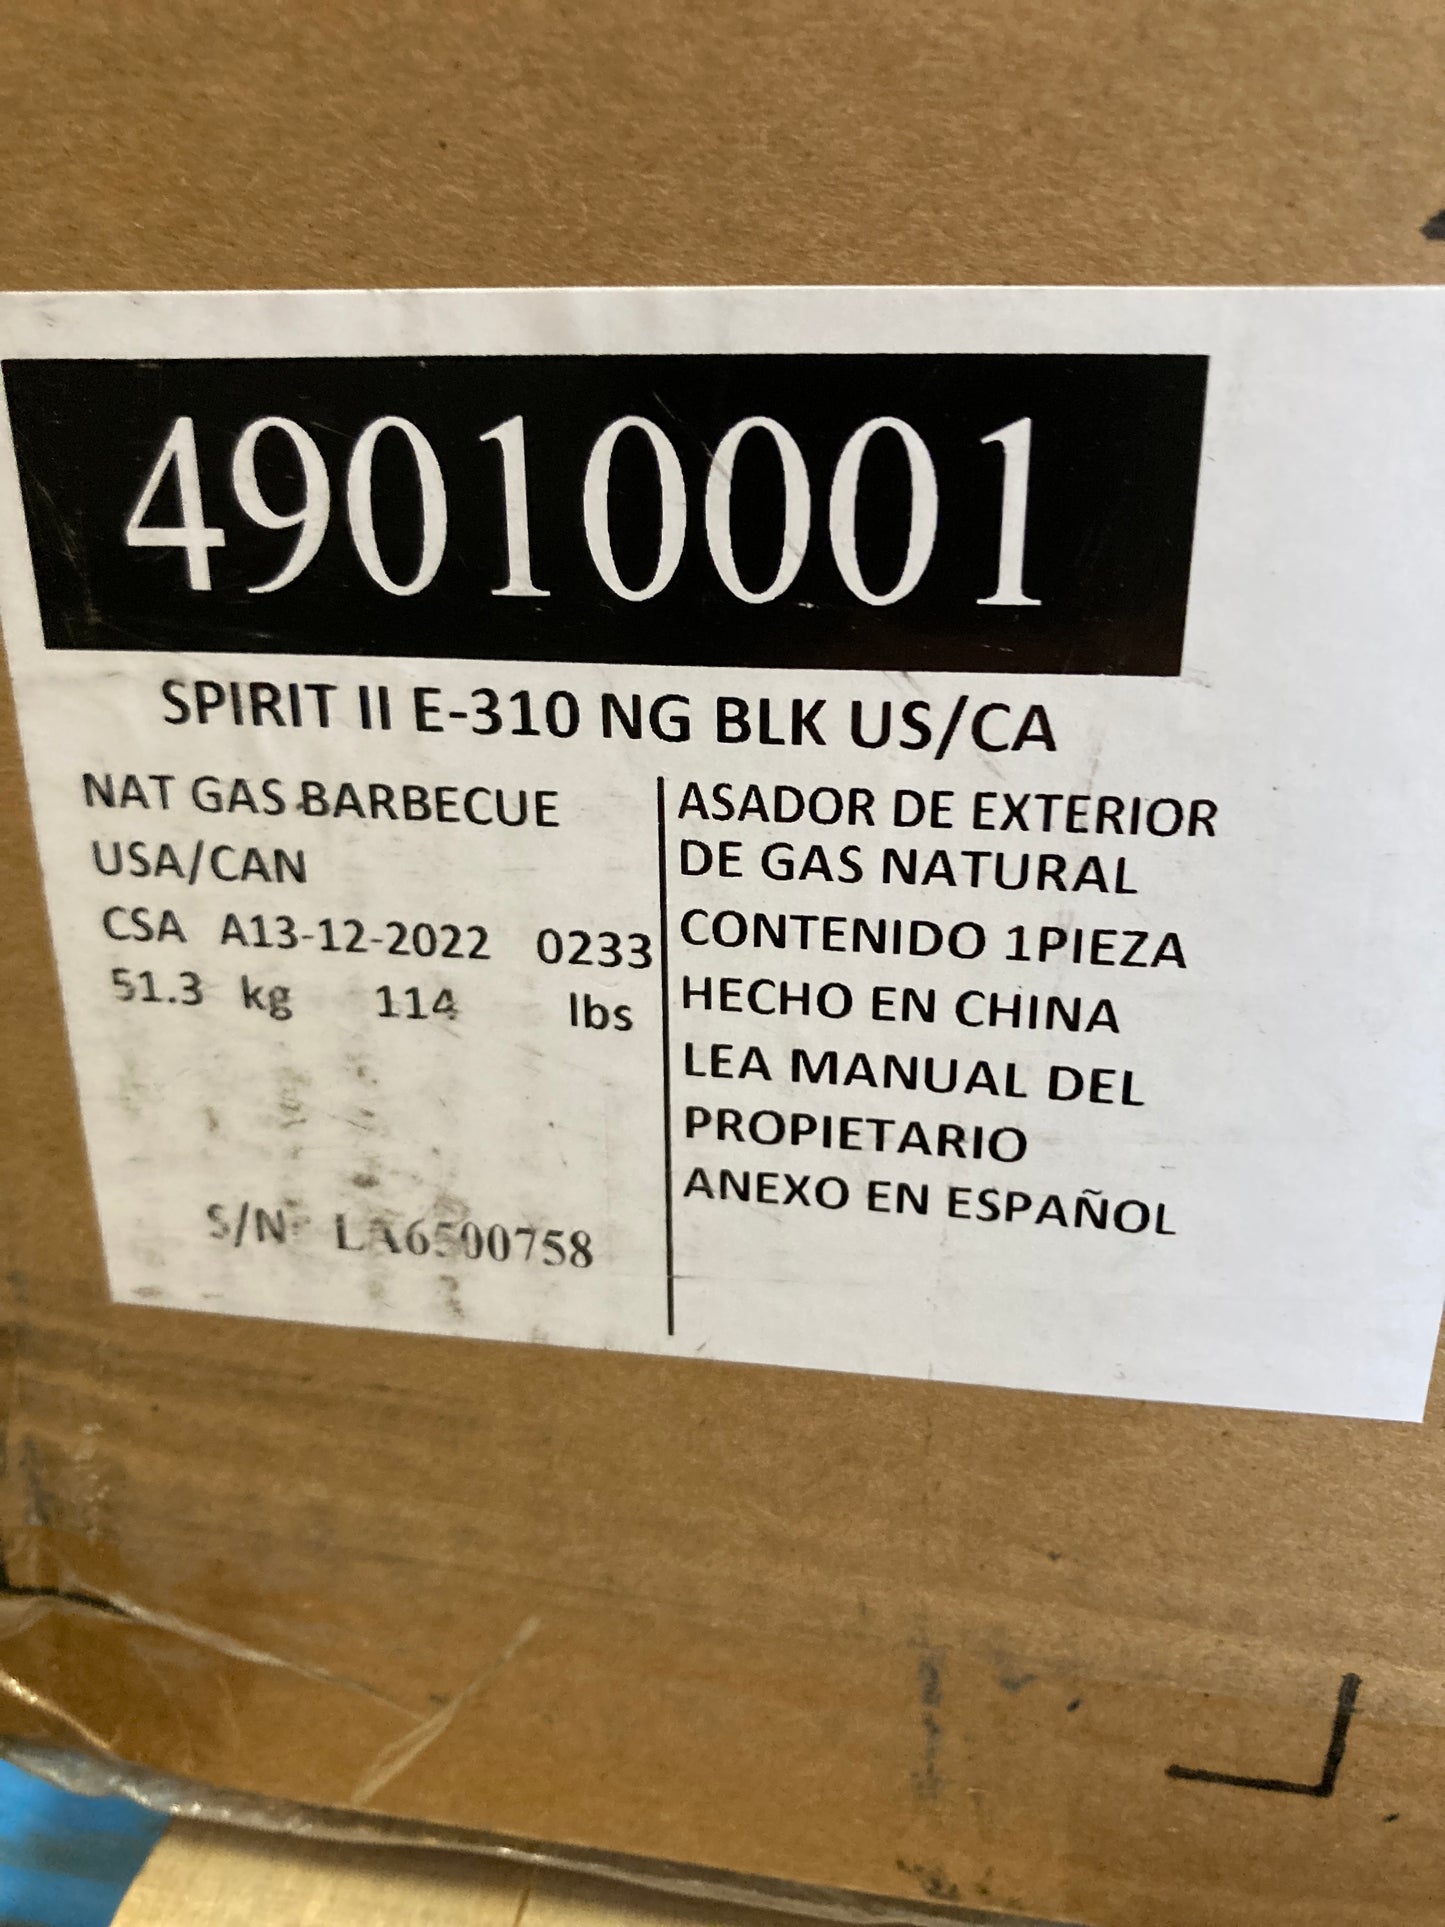 49010001
SPIRIT II E-310 NG BLK US/CA
NAT GAS BARBECUE
USA/CAN
CSA A13-12-2022 0233
51.3 kg 114 lbs
S/N LA6500758
ASADOR DE EXTERIOR
DE GAS NATURAL
CONTENIDO 1PIEZA
HECHO EN CHINA
LEA MANUAL DEL
PROPIETARIO
ANEXO EN ESPAÑOL